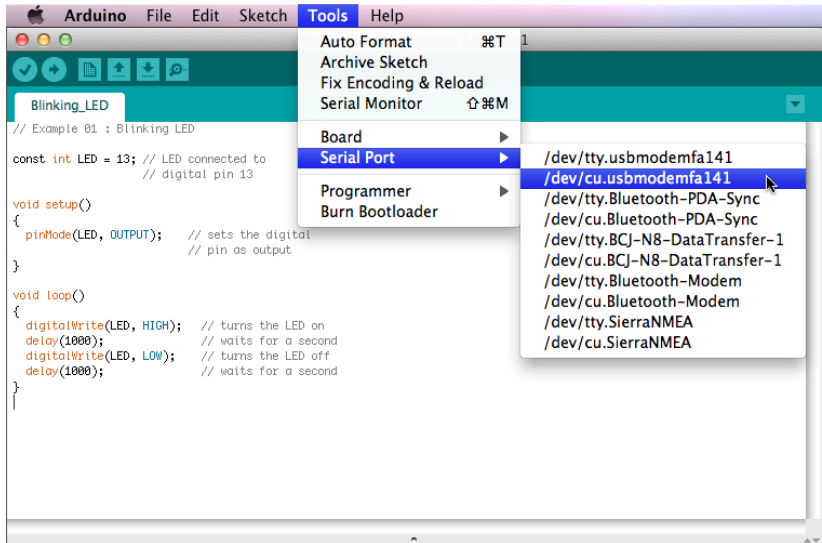 Arduino File Edit Sketch Tools Help
1
Auto Format ⌘T
Archive Sketch
Fix Encoding & Reload
Serial Monitor ⇧⌘M
Board
Serial Port
Programmer
Burn Bootloader
/dev/tty.usbmodemfa141
/dev/cu.usbmodemfa141
/dev/tty.Bluetooth-PDA-Sync
/dev/cu.Bluetooth-PDA-Sync
/dev/tty.BCJ-N8-DataTransfer-1
/dev/cu.BCJ-N8-DataTransfer-1
/dev/tty.Bluetooth-Modem
/dev/cu.Bluetooth-Modem
/dev/tty.SierraNMEA
/dev/cu.SierraNMEA
Blinking_LED
// Example 01 : Blinking LED
const int LED = 13; // LED connected to
// digital pin 13
void setup()
{
pinMode(LED, OUTPUT); // sets the digital
// pin as output
}
void loop()
{
digitalWrite(LED, HIGH); // turns the LED on
delay(1000); // waits for a second
digitalWrite(LED, LOW); // turns the LED off
delay(1000); // waits for a second
}